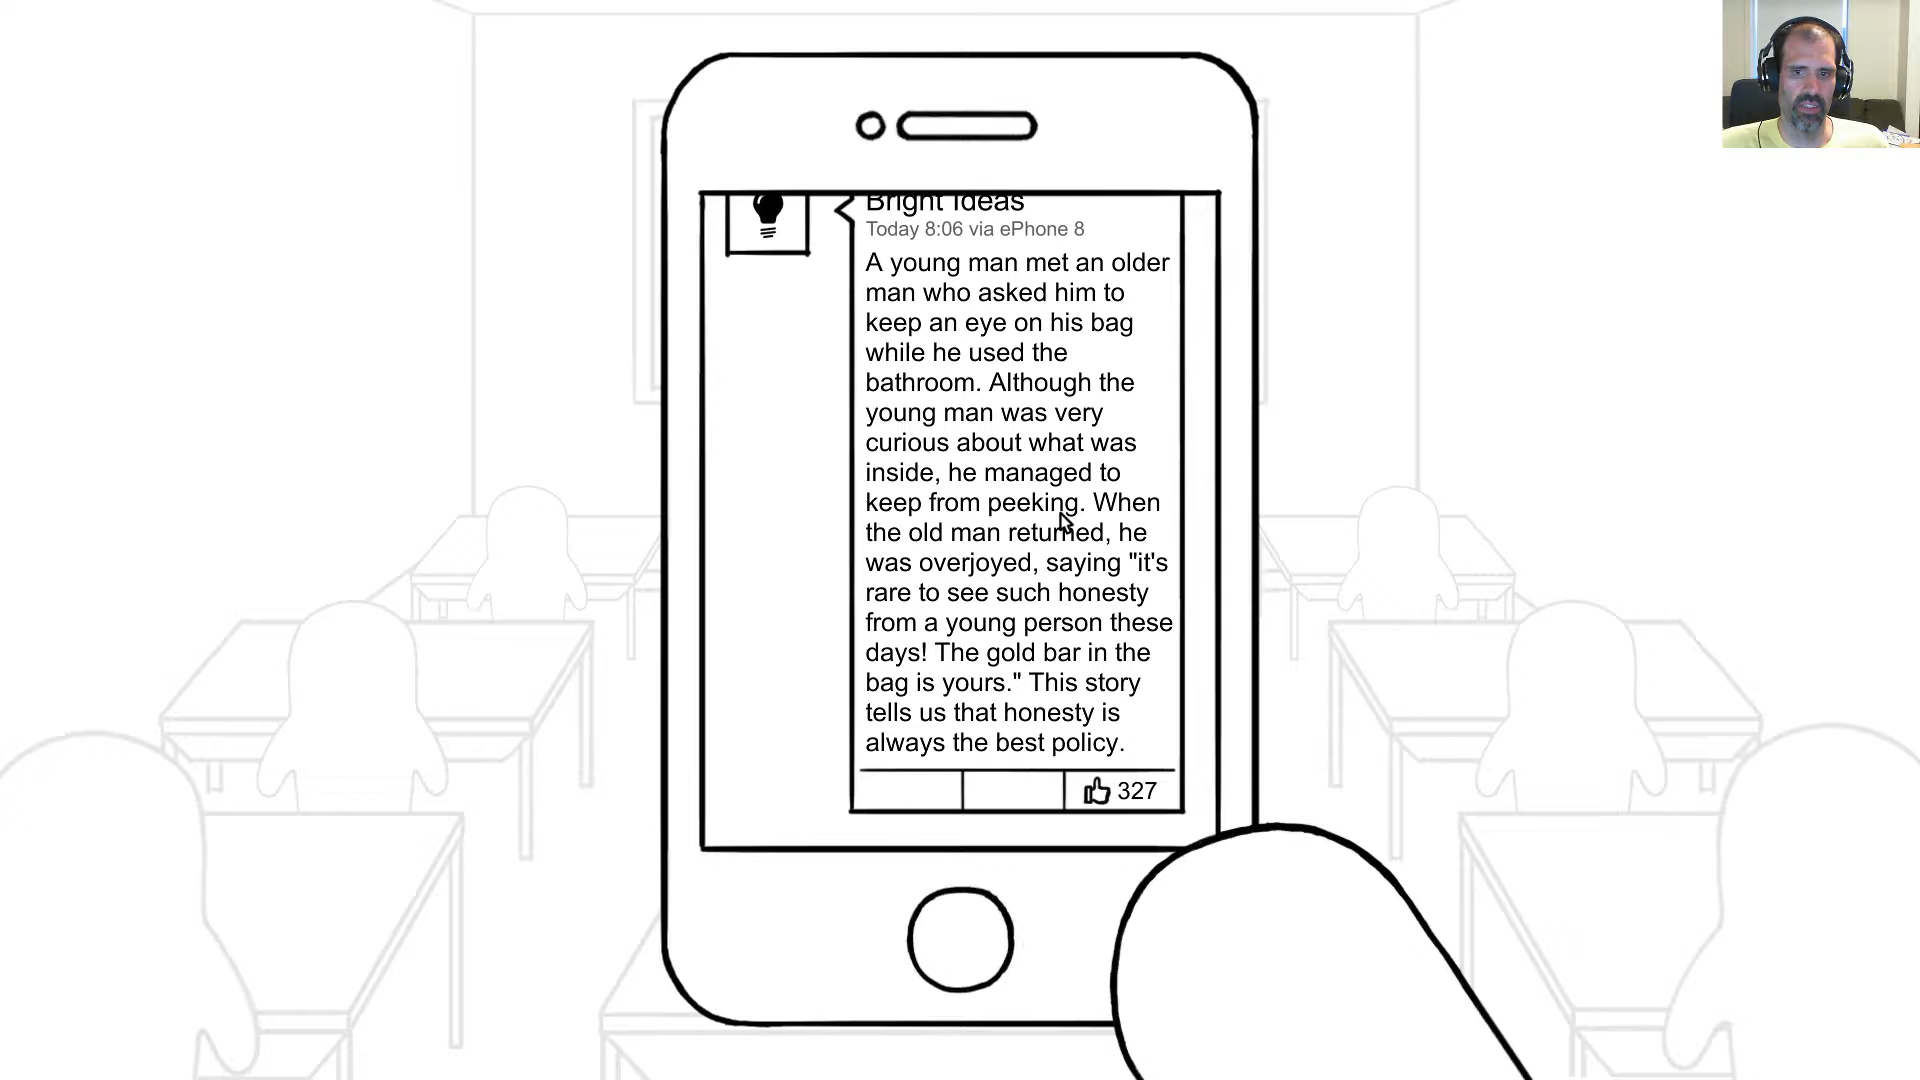 Bright Ideas
Today 8:06 via ePhone 8
A young man met an older
man who asked him to
keep an eye on his bag
while he used the
bathroom. Although the
young man was very
curious about what was
inside, he managed to
keep from peeking. When
the old man returned, he
was overjoyed, saying "it's
rare to see such honesty
from a young person these
days! The gold bar in the
bag is yours." This story
tells us that honesty is
always the best policy.
327